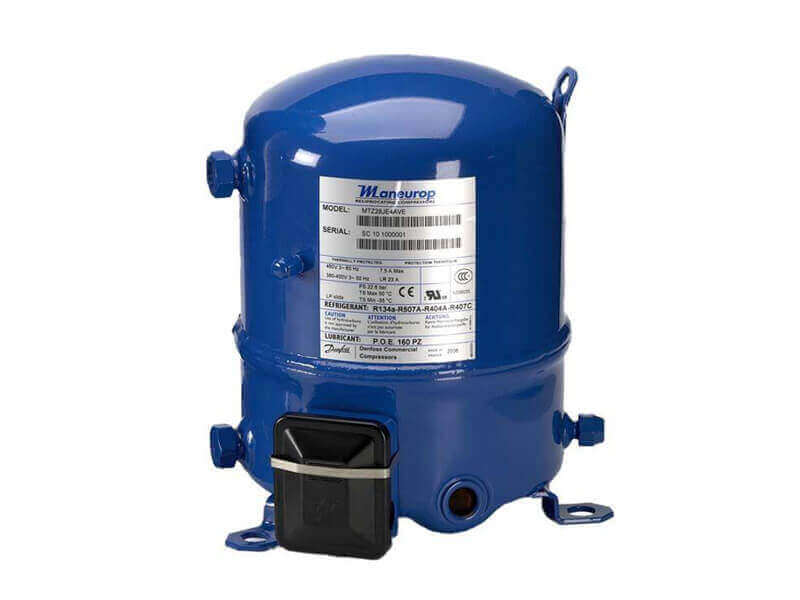 Maneurop
RECIPROCATING COMPRESSORS
MODEL: MTZ28JE4AVE
SERIAL: SC 10 1000001
THERMALLY PROTECTED PROTECTION THERMIQUE
460V 3~ 60 Hz 7.5 A Max
380-400V 3~ 50 Hz LR 23 A
LP side PS 22.6 bar
TS Max 50 °C
TS Min -35 °C
CE
REFRIGERANT: R134a-R507A-R404A-R407C
CAUTION ATTENTION ACHTUNG
LUBRICANT: P.O.E. 160 PZ
Danfoss Danfoss Commercial
Compressors
MADE IN
FRANCE